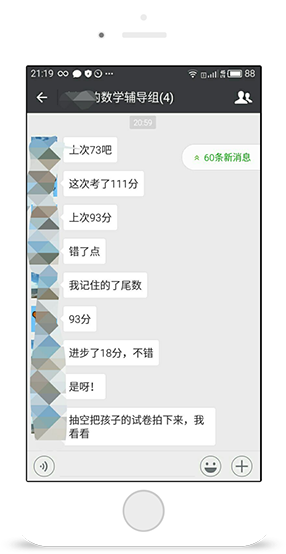 21:19
88
的数学辅导组(4)
20:59
上次73吧
60条新消息
这次考了111分
上次93分
错了点
我记住的了尾数
93分
进步了18分，不错
是呀！
抽空把孩子的试卷拍下来，我
看看